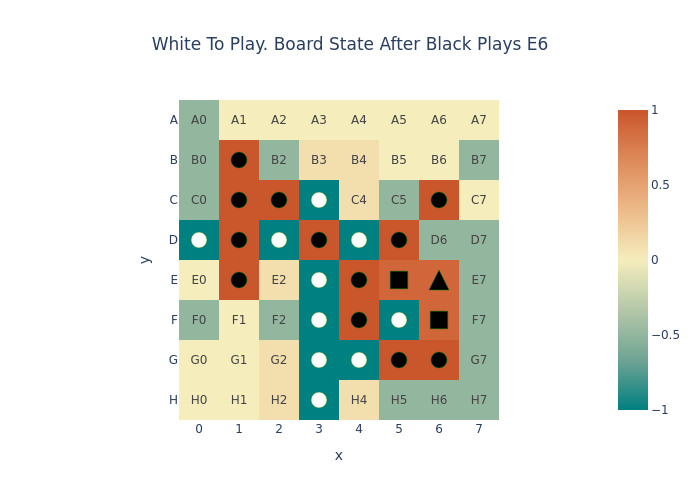 White To Play. Board State After Black Plays E6
A A0 A1 A2 A3 A4 A5 A6 A7
B B0 B2 B3 B4 B5 B6 B7
C C0 C4 C5 C7
D D6 D7
E E0 E2 E7
F F0 F1 F2 F7
G G0 G1 G2 G7
H H0 H1 H2 H4 H5 H6 H7
0 1 2 3 4 5 6 7
x
y
1
0.5
0
−0.5
−1